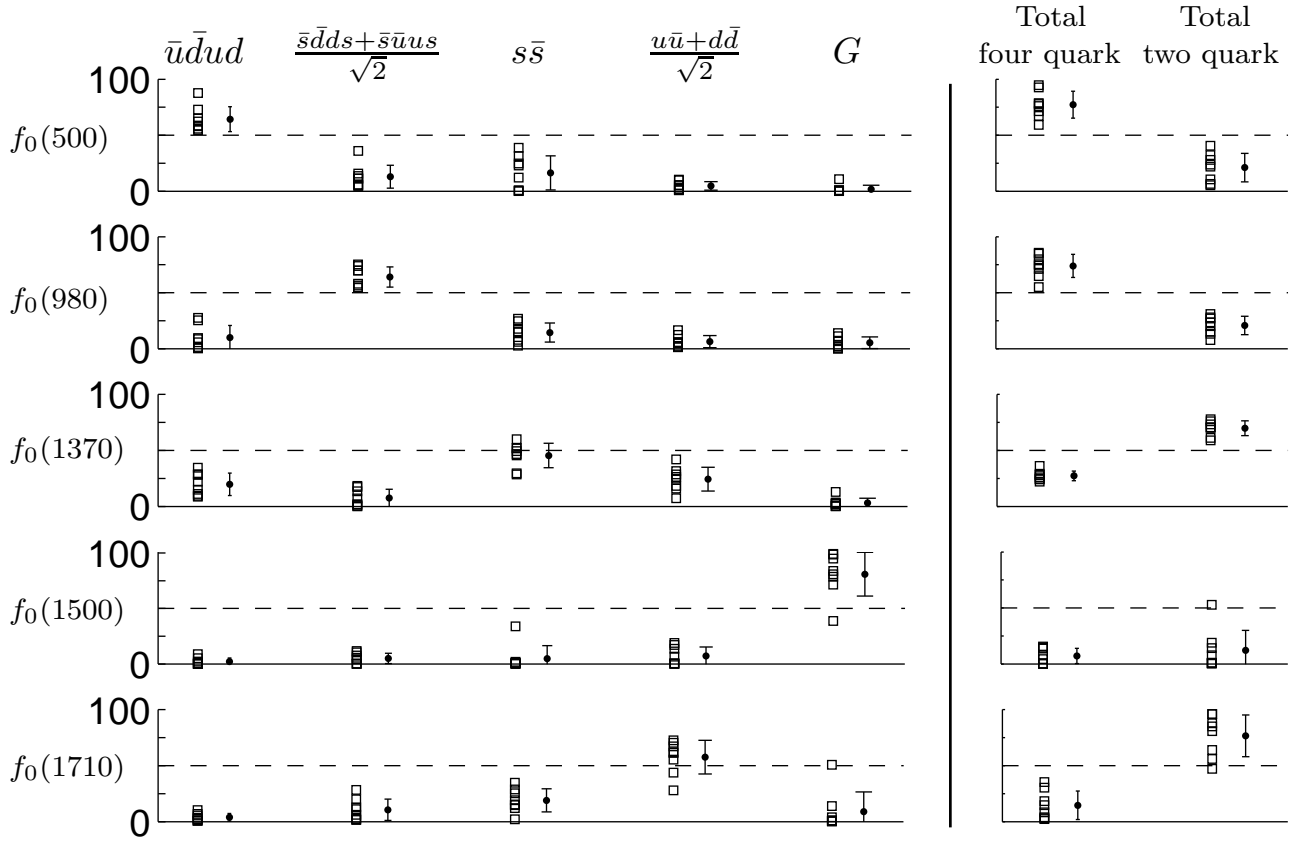 Total Total
ūd̄ud (s̄d̄ds+s̄ūus)/√2 ss̄ (uū+dd̄)/√2 G four quark two quark
100
f₀(500)
0
100
f₀(980)
0
100
f₀(1370)
0
100
f₀(1500)
0
100
f₀(1710)
0